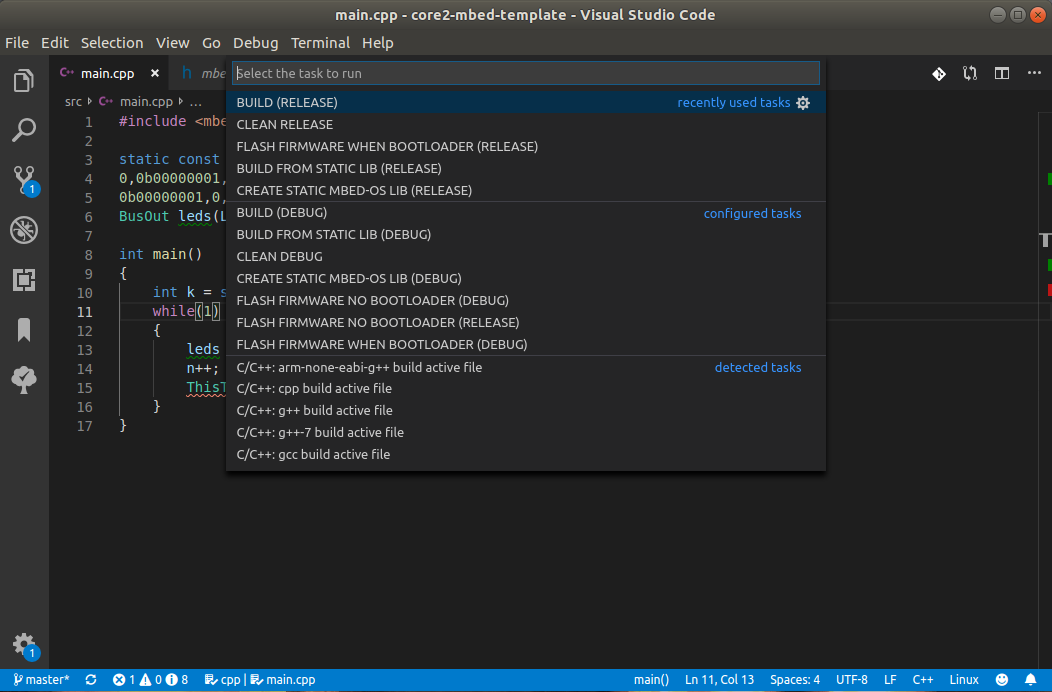 main.cpp - core2-mbed-template - Visual Studio Code
File Edit Selection View Go Debug Terminal Help
main.cpp × h mbe
Select the task to run
src main.cpp ...
BUILD (RELEASE) recently used tasks
CLEAN RELEASE
FLASH FIRMWARE WHEN BOOTLOADER (RELEASE)
BUILD FROM STATIC LIB (RELEASE)
CREATE STATIC MBED-OS LIB (RELEASE)
BUILD (DEBUG) configured tasks
BUILD FROM STATIC LIB (DEBUG)
CLEAN DEBUG
CREATE STATIC MBED-OS LIB (DEBUG)
FLASH FIRMWARE NO BOOTLOADER (DEBUG)
FLASH FIRMWARE NO BOOTLOADER (RELEASE)
FLASH FIRMWARE WHEN BOOTLOADER (DEBUG)
C/C++: arm-none-eabi-g++ build active file detected tasks
C/C++: cpp build active file
C/C++: g++ build active file
C/C++: g++-7 build active file
C/C++: gcc build active file
1 #include <mbe
2
3 static const
4 0,0b00000001,
5 0b00000001,0,
6 BusOut leds(L
7
8 int main()
9 {
10 int k = s
11 while(1)
12 {
13 leds
14 n++;
15 ThisT
16 }
17 }
1
1
master* 1 0 8 cpp | main.cpp main() Ln 11, Col 13 Spaces: 4 UTF-8 LF C++ Linux